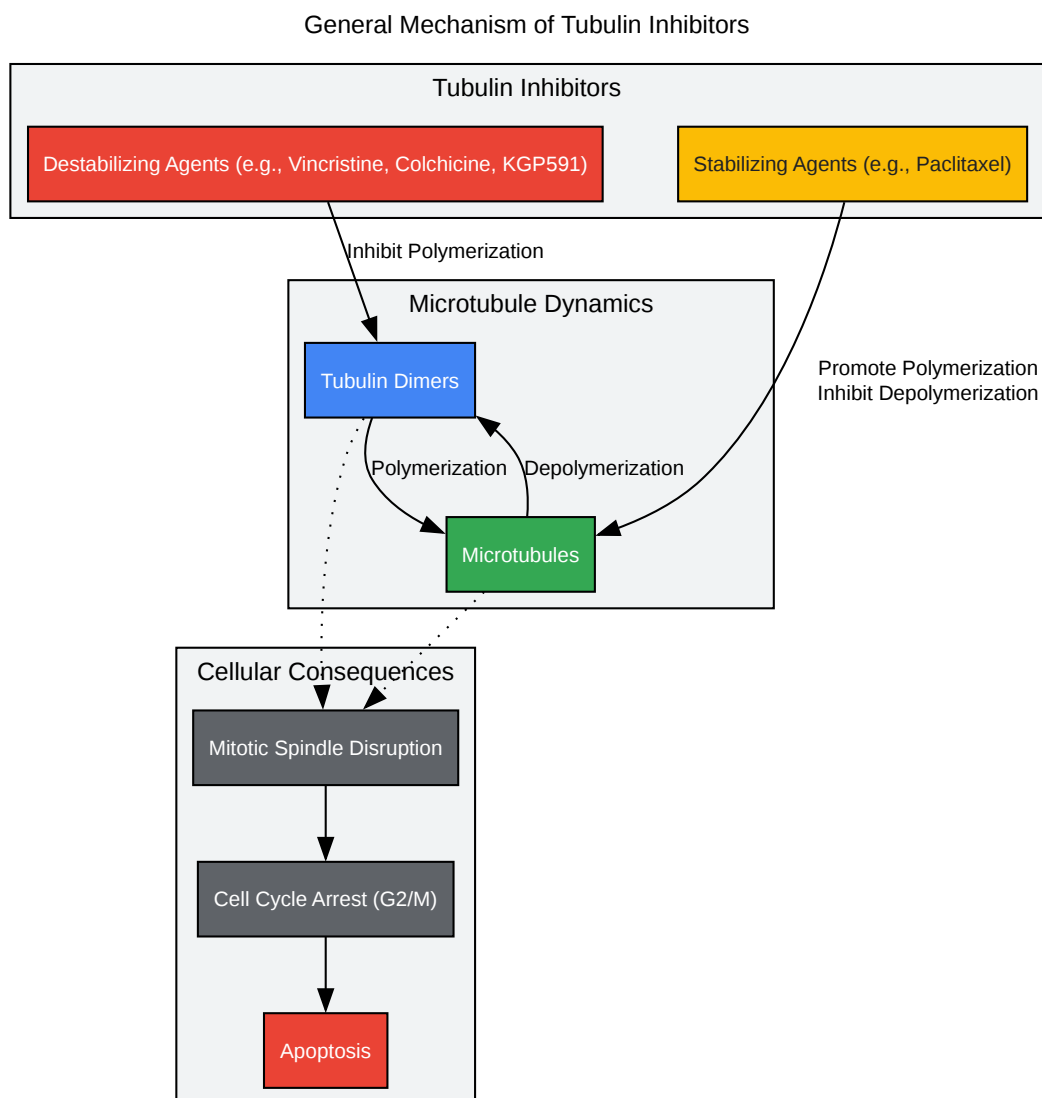 General Mechanism of Tubulin Inhibitors
Tubulin Inhibitors
Destabilizing Agents (e.g., Vincristine, Colchicine, KGP591)
Stabilizing Agents (e.g., Paclitaxel)
Inhibit Polymerization
Microtubule Dynamics
Tubulin Dimers
Promote Polymerization
Inhibit Depolymerization
Polymerization
Depolymerization
Microtubules
Cellular Consequences
Mitotic Spindle Disruption
Cell Cycle Arrest (G2/M)
Apoptosis